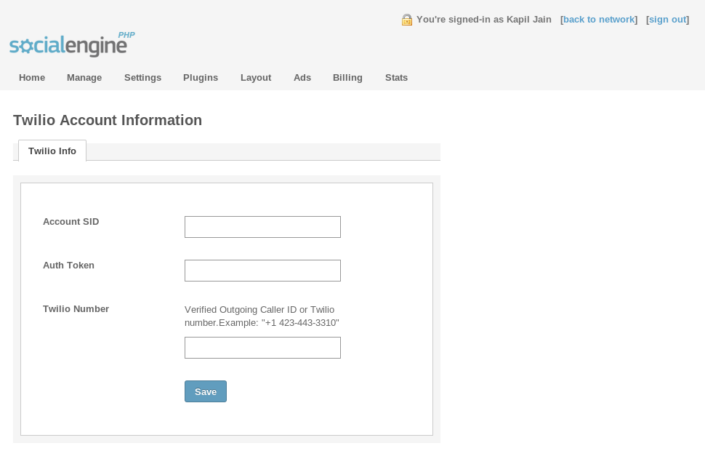 You're signed-in as Kapil Jain [back to network] [sign out]
socialengine PHP
Home Manage Settings Plugins Layout Ads Billing Stats
Twilio Account Information
Twilio Info
Account SID
Auth Token
Twilio Number
Verified Outgoing Caller ID or Twilio
number.Example: "+1 423-443-3310"
Save